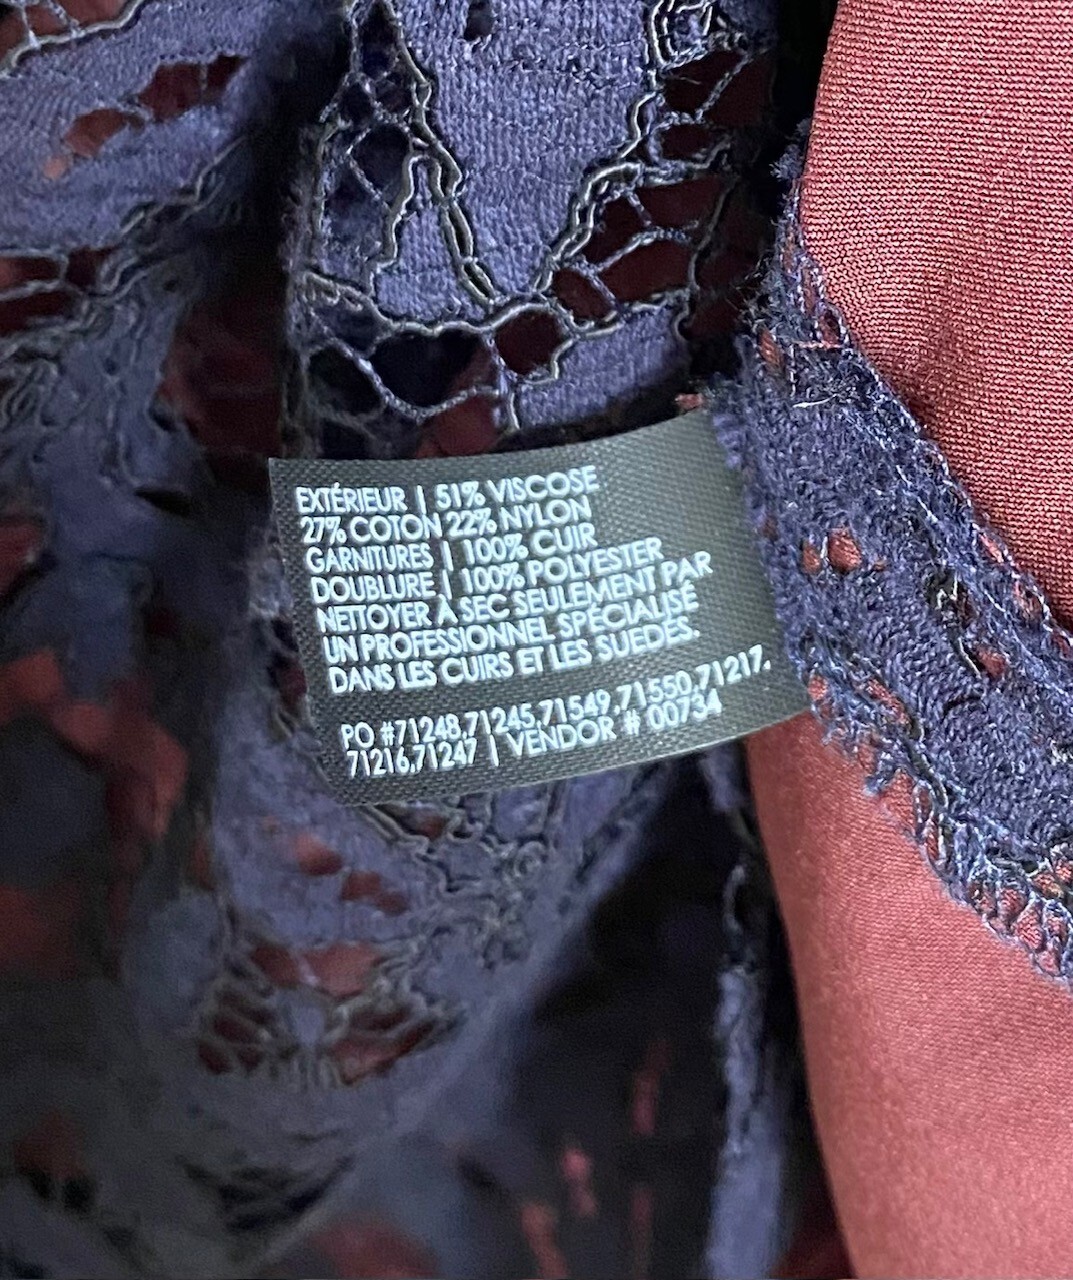 EXTÉRIEUR | 51% VISCOSE
27% COTON 22% NYLON
GARNITURES | 100% CUIR
DOUBLURE | 100% POLYESTER
NETTOYER À SEC SEULEMENT PAR
UN PROFESSIONNEL SPÉCIALISÉ
DANS LES CUIRS ET LES SUEDES.
PO #71248,71245,71549,71550,71217,
71216,71247 | VENDOR # 00734